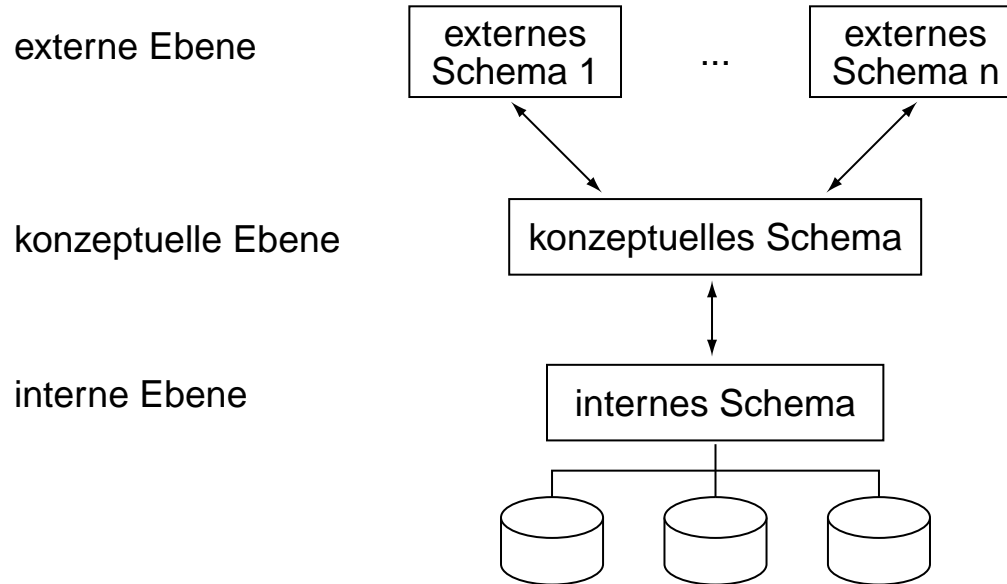 externe Ebene
externes
Schema 1
...
externes
Schema n
konzeptuelle Ebene
konzeptuelles Schema
interne Ebene
internes Schema